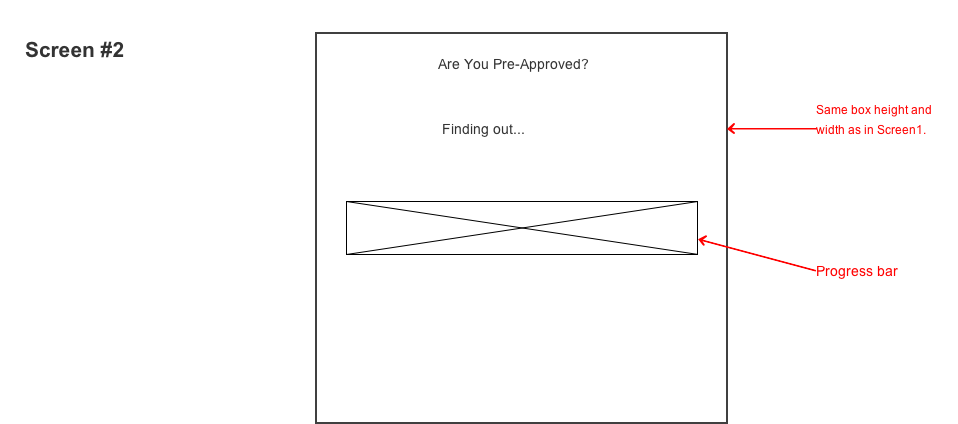 Screen #2
Are You Pre-Approved?
Same box height and
width as in Screen1.
Finding out...
Progress bar